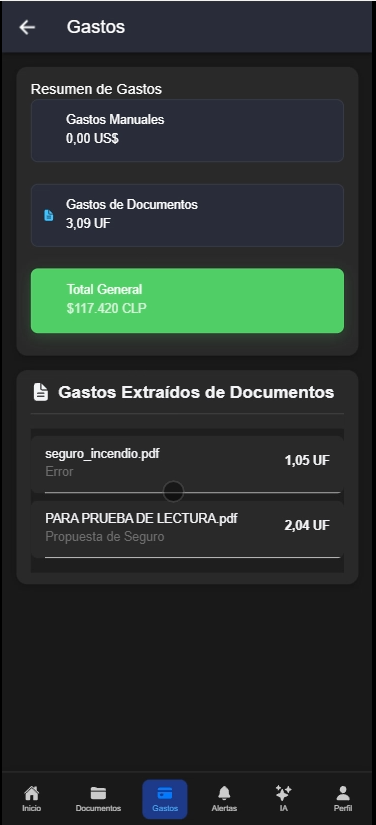 Gastos
Resumen de Gastos
Gastos Manuales
0,00 US$
Gastos de Documentos
3,09 UF
Total General
$117.420 CLP
Gastos Extraídos de Documentos
seguro_incendio.pdf
1,05 UF
Error
PARA PRUEBA DE LECTURA.pdf
2,04 UF
Propuesta de Seguro
Inicio
Documentos
Gastos
Alertas
IA
Perfil